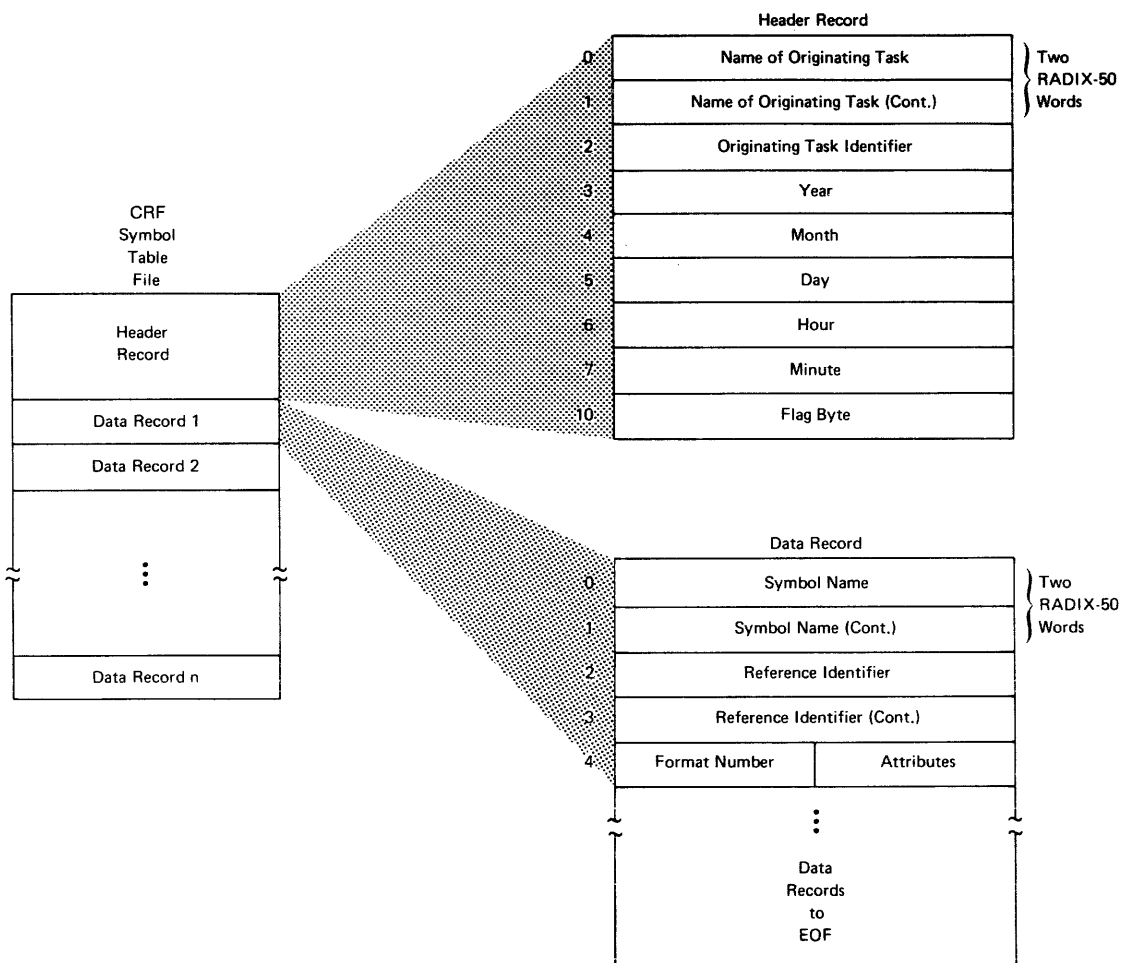 CRF
Symbol
Table
File
Header
Record
Data Record 1
Data Record 2
Data Record n
Header Record
0 Name of Originating Task
1 Name of Originating Task (Cont.)
Two
RADIX-50
Words
2 Originating Task Identifier
3 Year
4 Month
5 Day
6 Hour
7 Minute
10 Flag Byte
Data Record
0 Symbol Name
1 Symbol Name (Cont.)
Two
RADIX-50
Words
2 Reference Identifier
3 Reference Identifier (Cont.)
4 Format Number Attributes
Data
Records
to
EOF